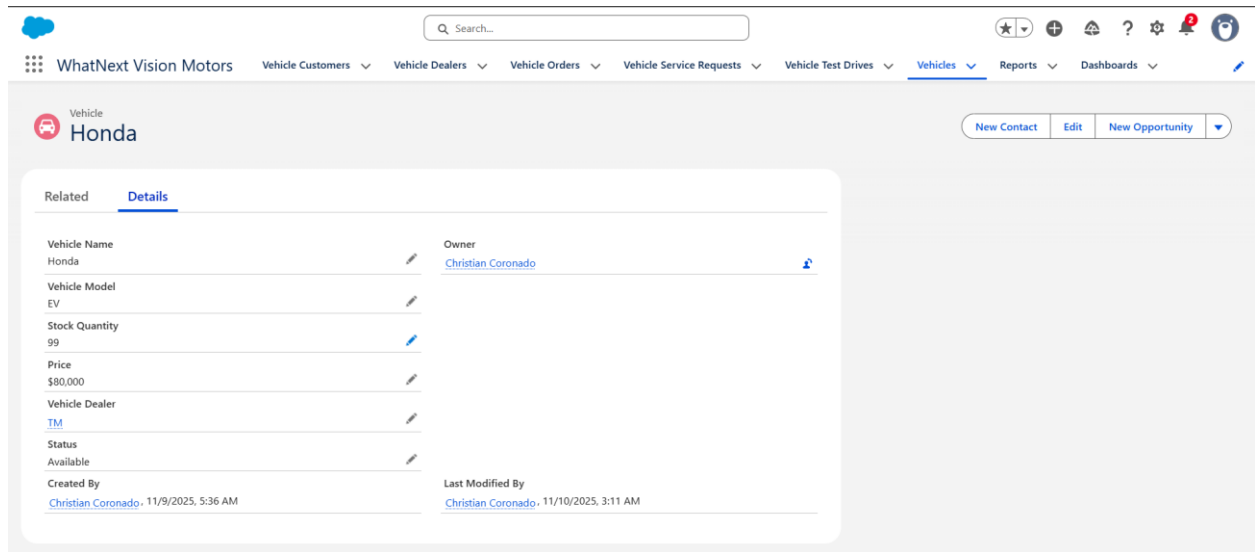 Search...
2
WhatNext Vision Motors Vehicle Customers Vehicle Dealers Vehicle Orders Vehicle Service Requests Vehicle Test Drives Vehicles Reports Dashboards
Vehicle
Honda
New Contact Edit New Opportunity
Related Details
Vehicle Name
Honda
Owner
Christian Coronado
Vehicle Model
EV
Stock Quantity
99
Price
$80,000
Vehicle Dealer
TM
Status
Available
Created By
Christian Coronado, 11/9/2025, 5:36 AM
Last Modified By
Christian Coronado, 11/10/2025, 3:11 AM